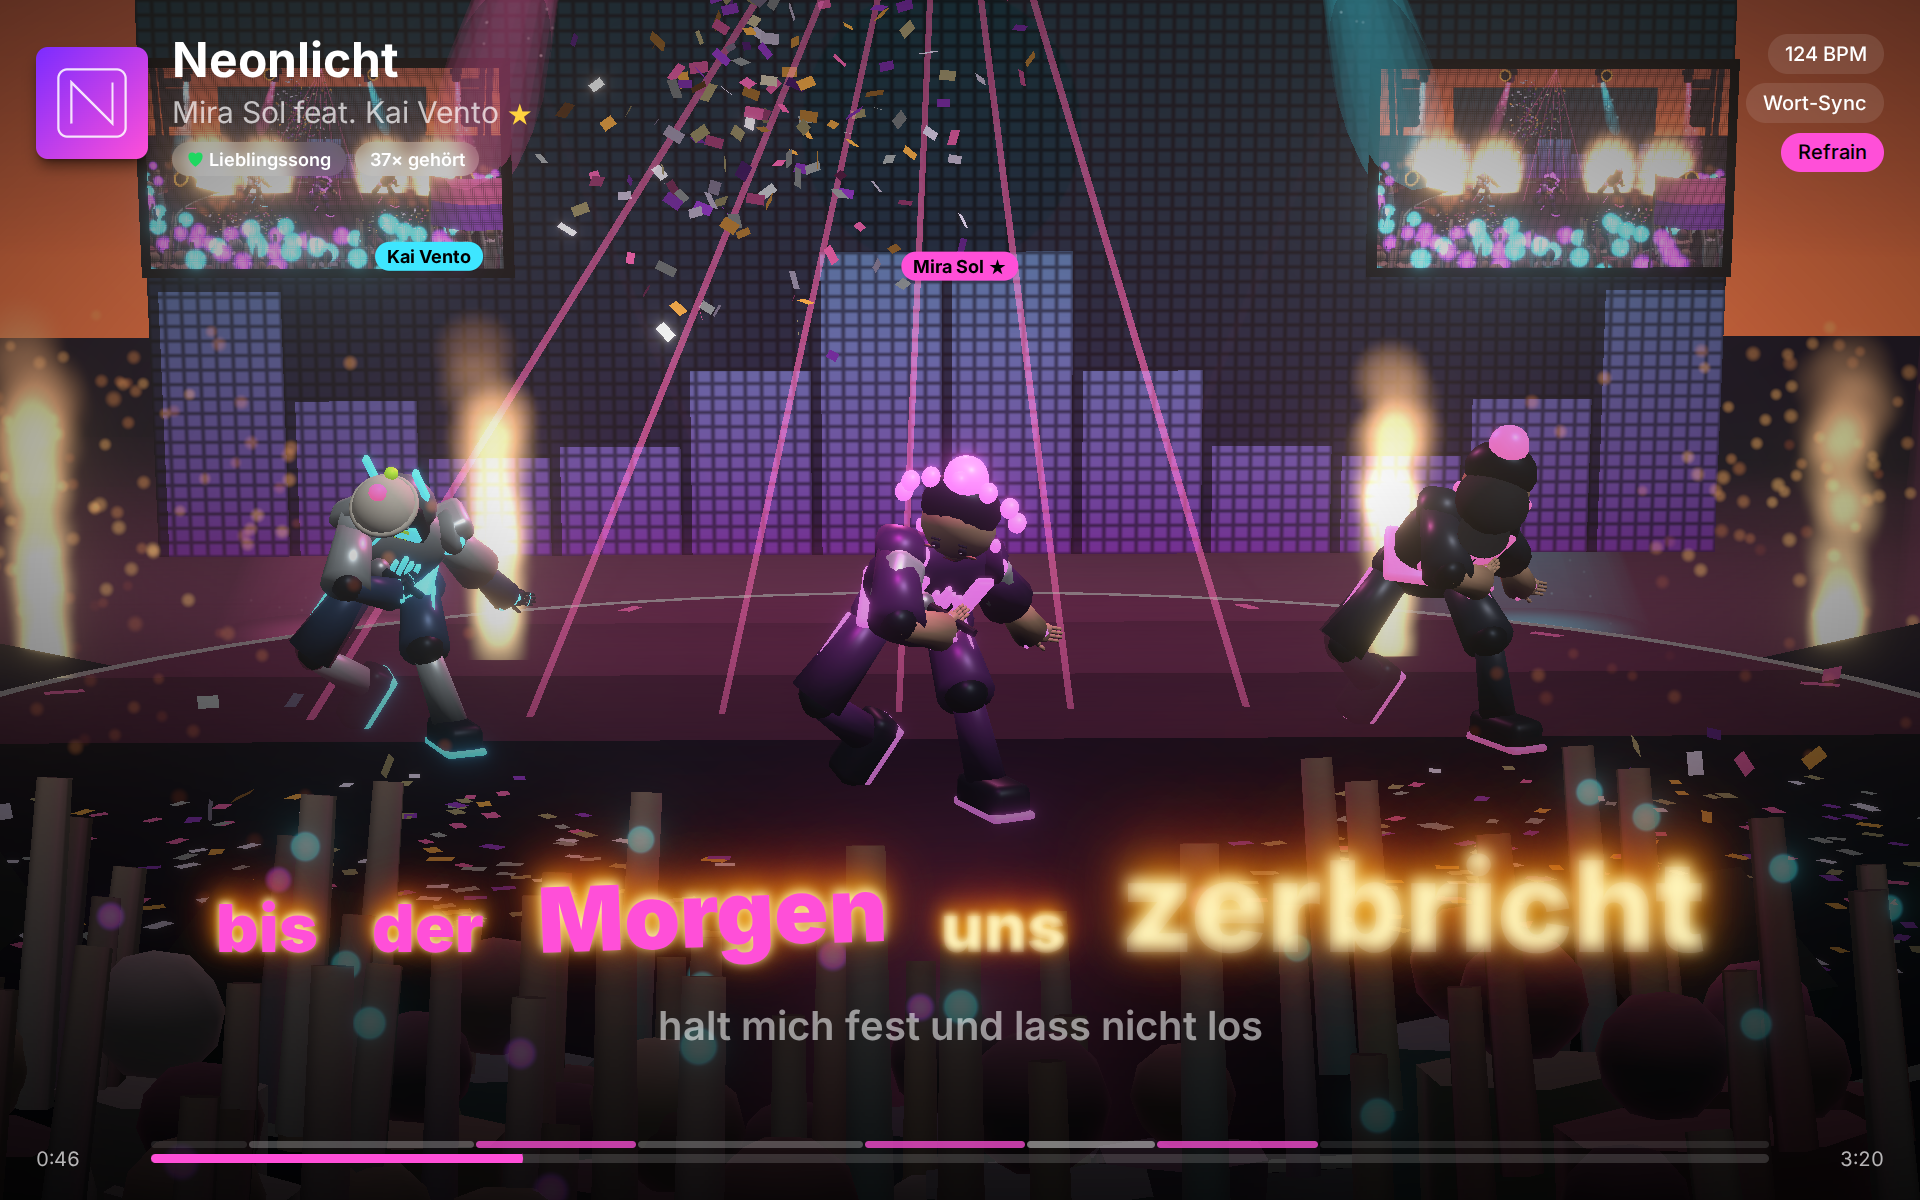 N
Neonlicht
Mira Sol feat. Kai Vento ★
Lieblingssong
37× gehört
124 BPM
Wort-Sync
Refrain
Kai Vento
Mira Sol ★
bis der Morgen uns zerbricht
halt mich fest und lass nicht los
0:46
3:20